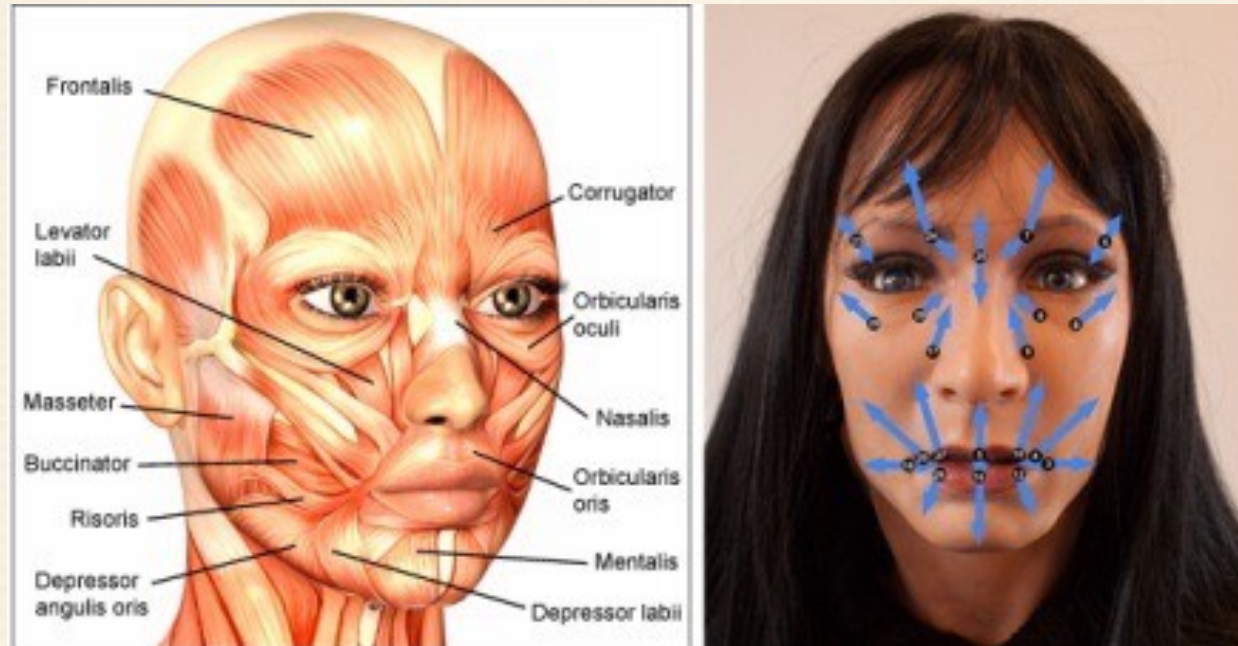 Frontalis
Corrugator
Levator
labii
Orbicularis
oculi
Masseter
Nasalis
Buccinator
Orbicularis
oris
Risoris
Mentalis
Depressor
angulis oris
Depressor labii